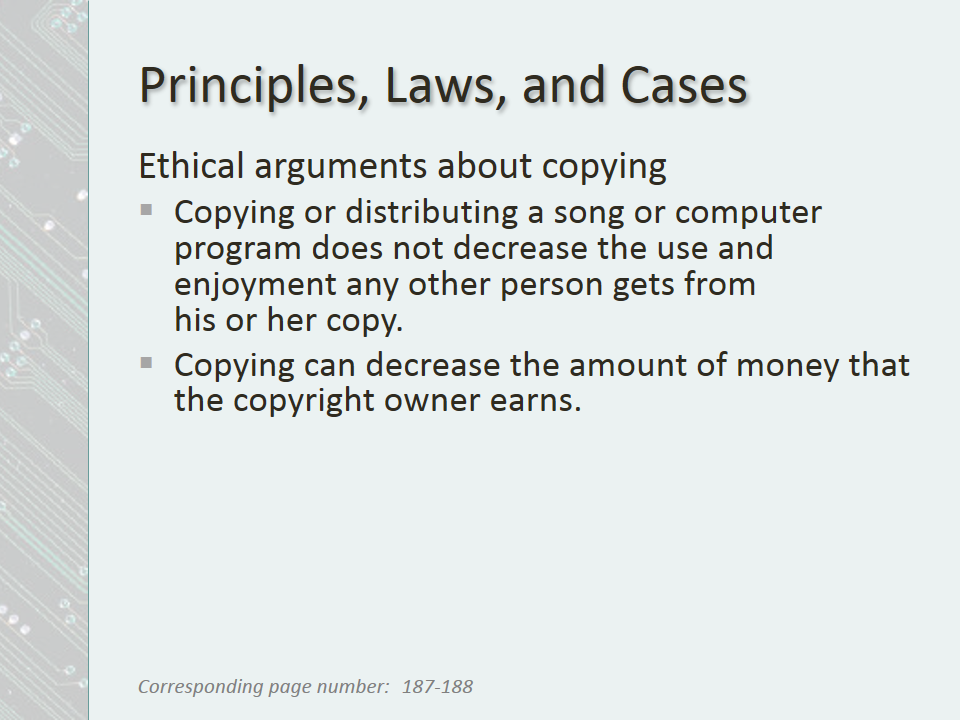 Principles, Laws, and Cases
Ethical arguments about copying
▪ Copying or distributing a song or computer
program does not decrease the use and
enjoyment any other person gets from
his or her copy.
▪ Copying can decrease the amount of money that
the copyright owner earns.
Corresponding page number: 187-188